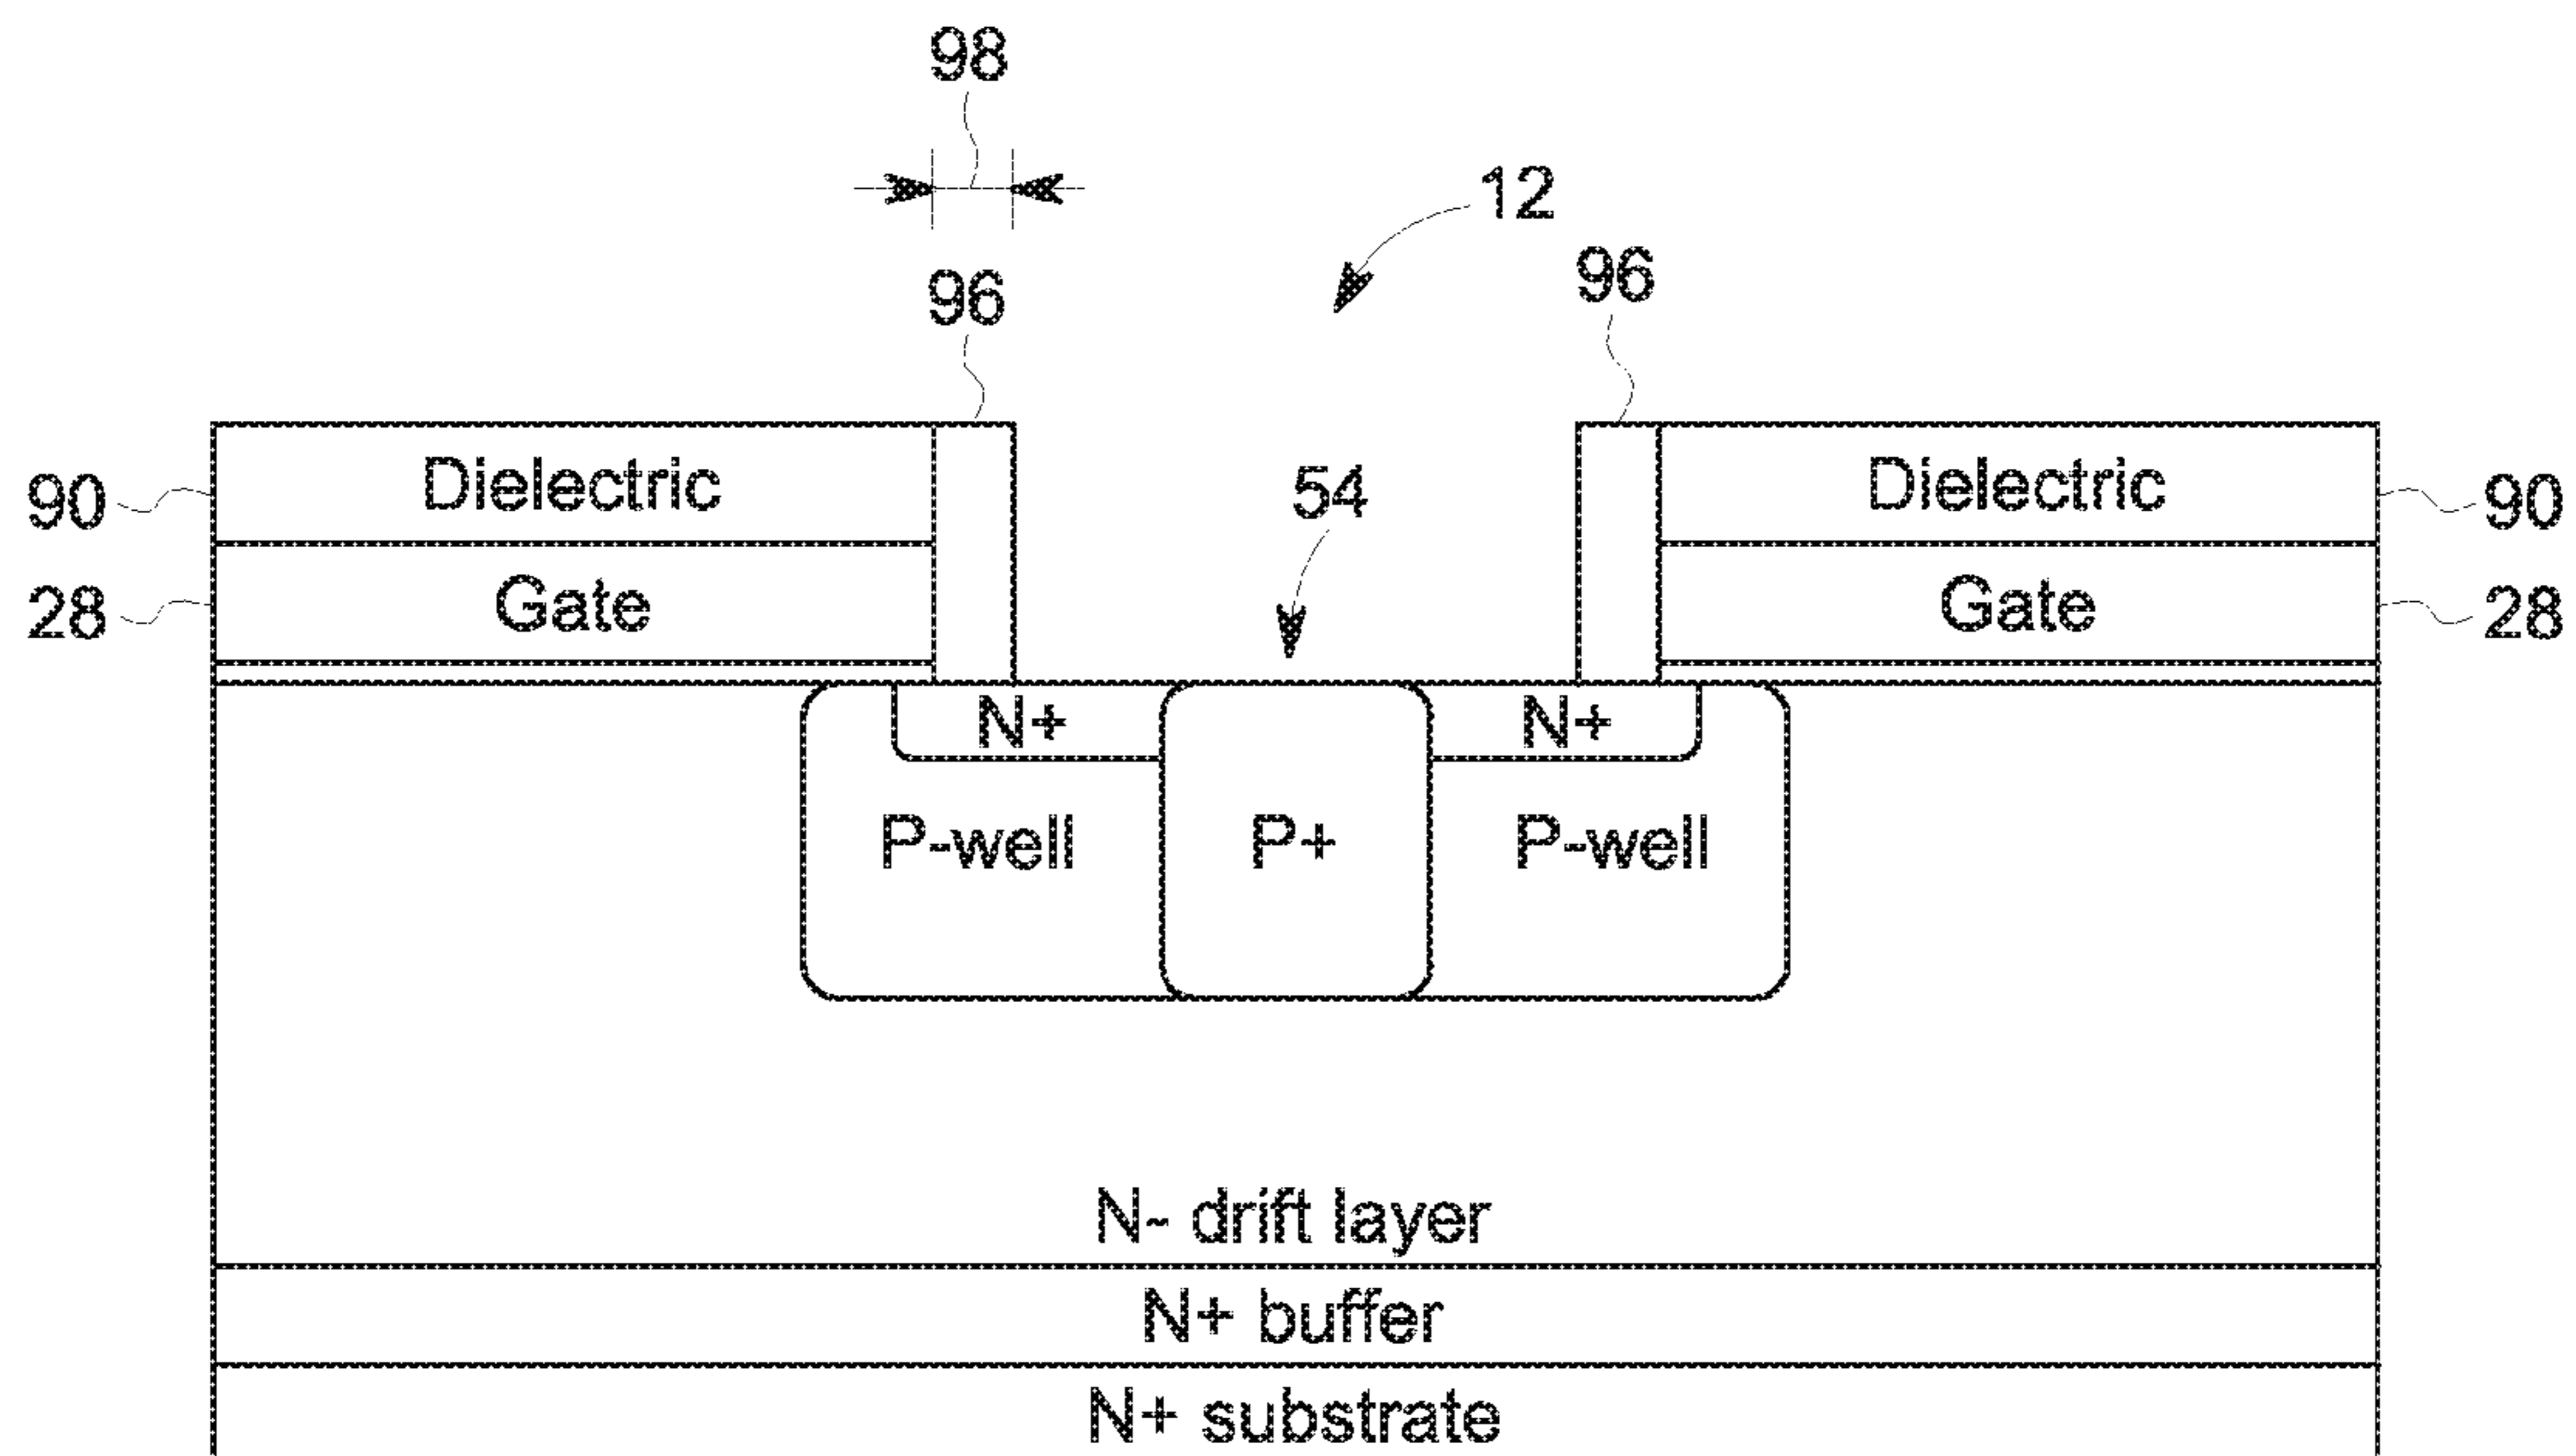 98
12
96 96
Dielectric Dielectric
90 54 90
Gate Gate
28 28
N+ N+
P-well P+ P-well
N- drift layer
N+ buffer
N+ substrate